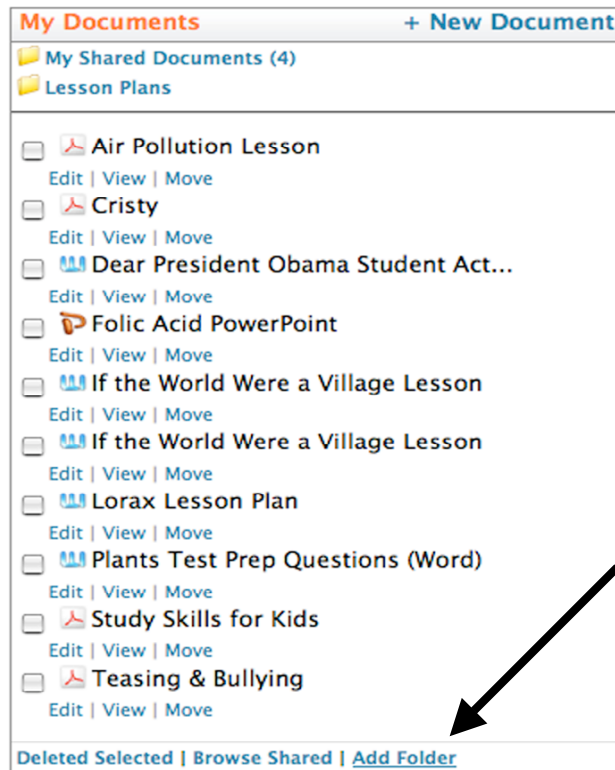 My Documents + New Document
My Shared Documents (4)
Lesson Plans
Air Pollution Lesson
Edit | View | Move
Cristy
Edit | View | Move
Dear President Obama Student Act...
Edit | View | Move
Folic Acid PowerPoint
Edit | View | Move
If the World Were a Village Lesson
Edit | View | Move
If the World Were a Village Lesson
Edit | View | Move
Lorax Lesson Plan
Edit | View | Move
Plants Test Prep Questions (Word)
Edit | View | Move
Study Skills for Kids
Edit | View | Move
Teasing & Bullying
Edit | View | Move
Deleted Selected | Browse Shared | Add Folder